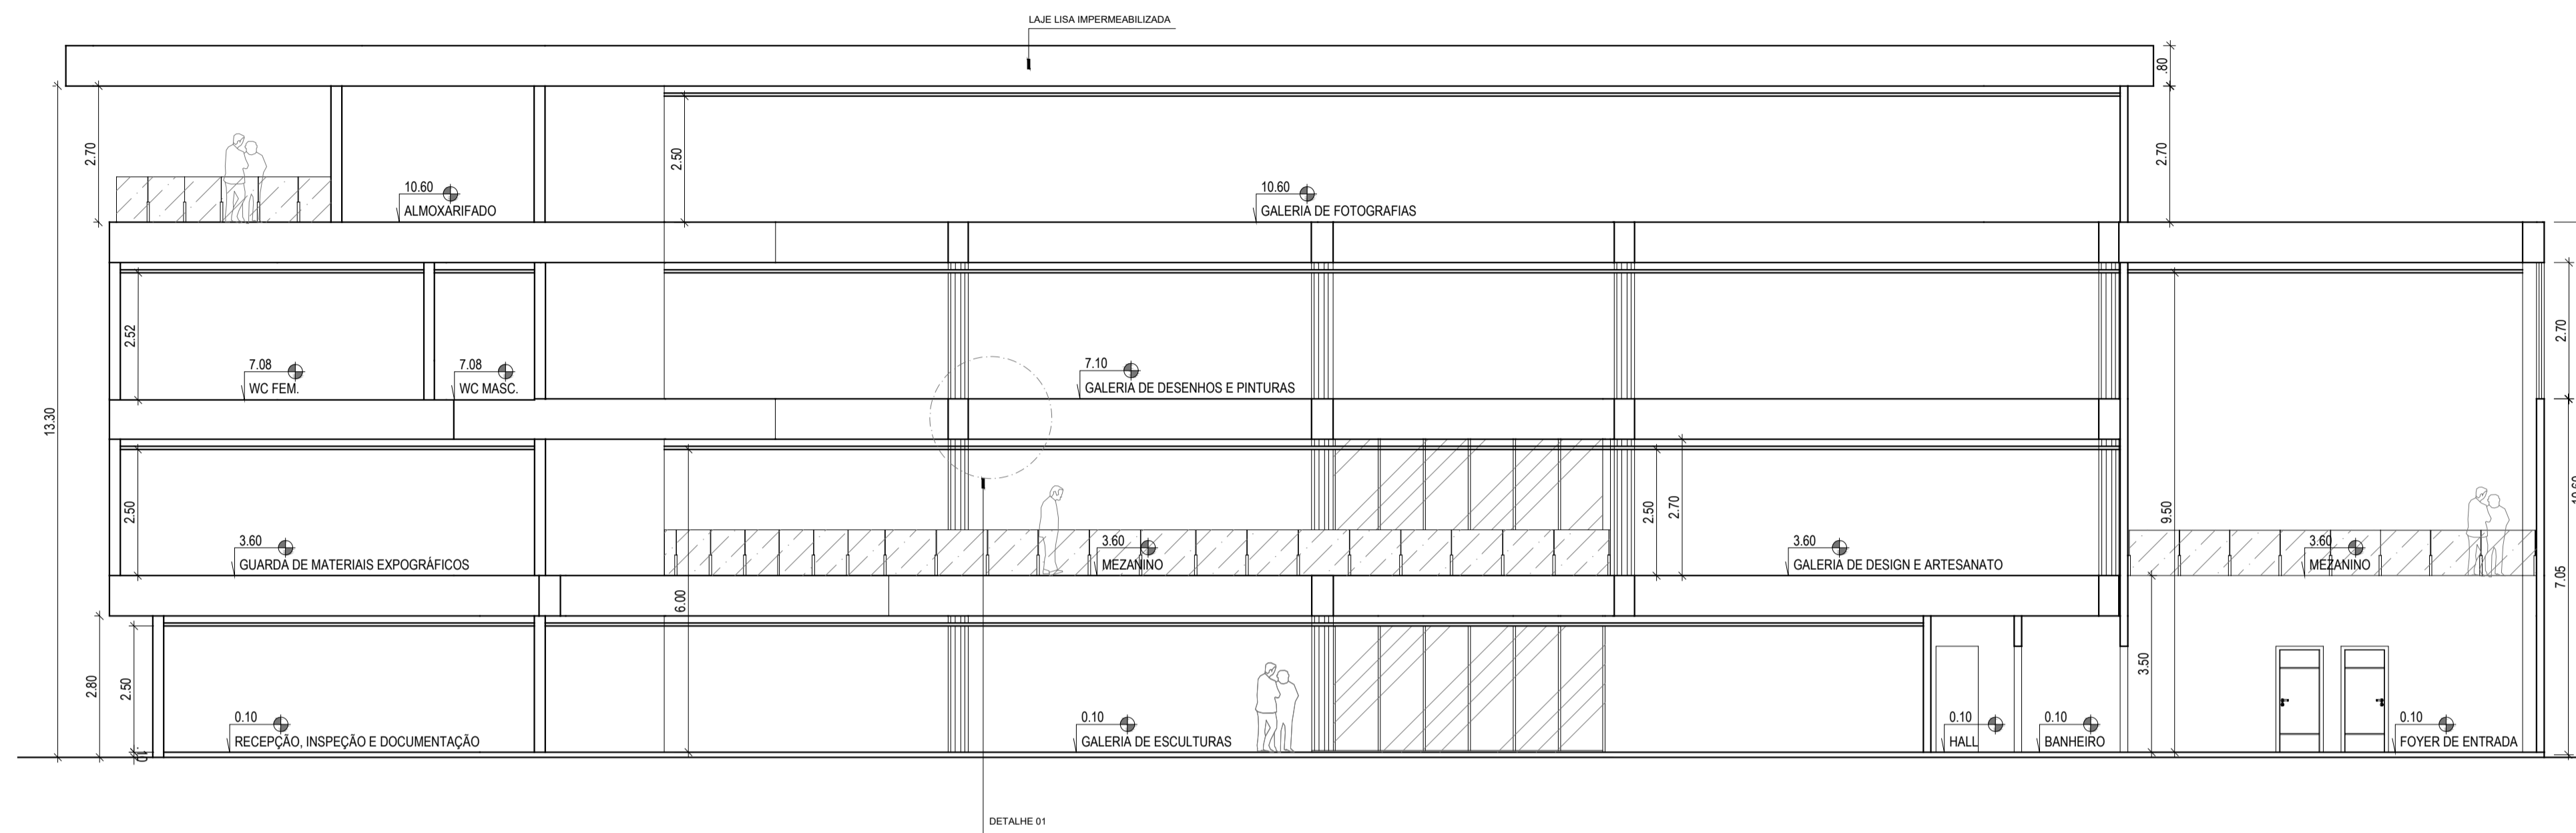 LAJE LISA IMPERMEABILIZADA
.80
2.70
2.50
2.70
10.60
ALMOXARIFADO
10.60
GALERIA DE FOTOGRAFIAS
13.30
2.52
7.08
WC FEM.
7.08
WC MASC.
7.10
GALERIA DE DESENHOS E PINTURAS
2.70
2.50
3.60
GUARDA DE MATERIAIS EXPOGRÁFICOS
6.00
3.60
MEZANINO
2.50
2.70
3.60
GALERIA DE DESIGN E ARTESANATO
9.50
3.60
MEZANINO
10.60
7.05
2.80
2.50
.10
0.10
RECEPÇÃO, INSPEÇÃO E DOCUMENTAÇÃO
0.10
GALERIA DE ESCULTURAS
0.10
HALL
0.10
BANHEIRO
3.50
0.10
FOYER DE ENTRADA
DETALHE 01